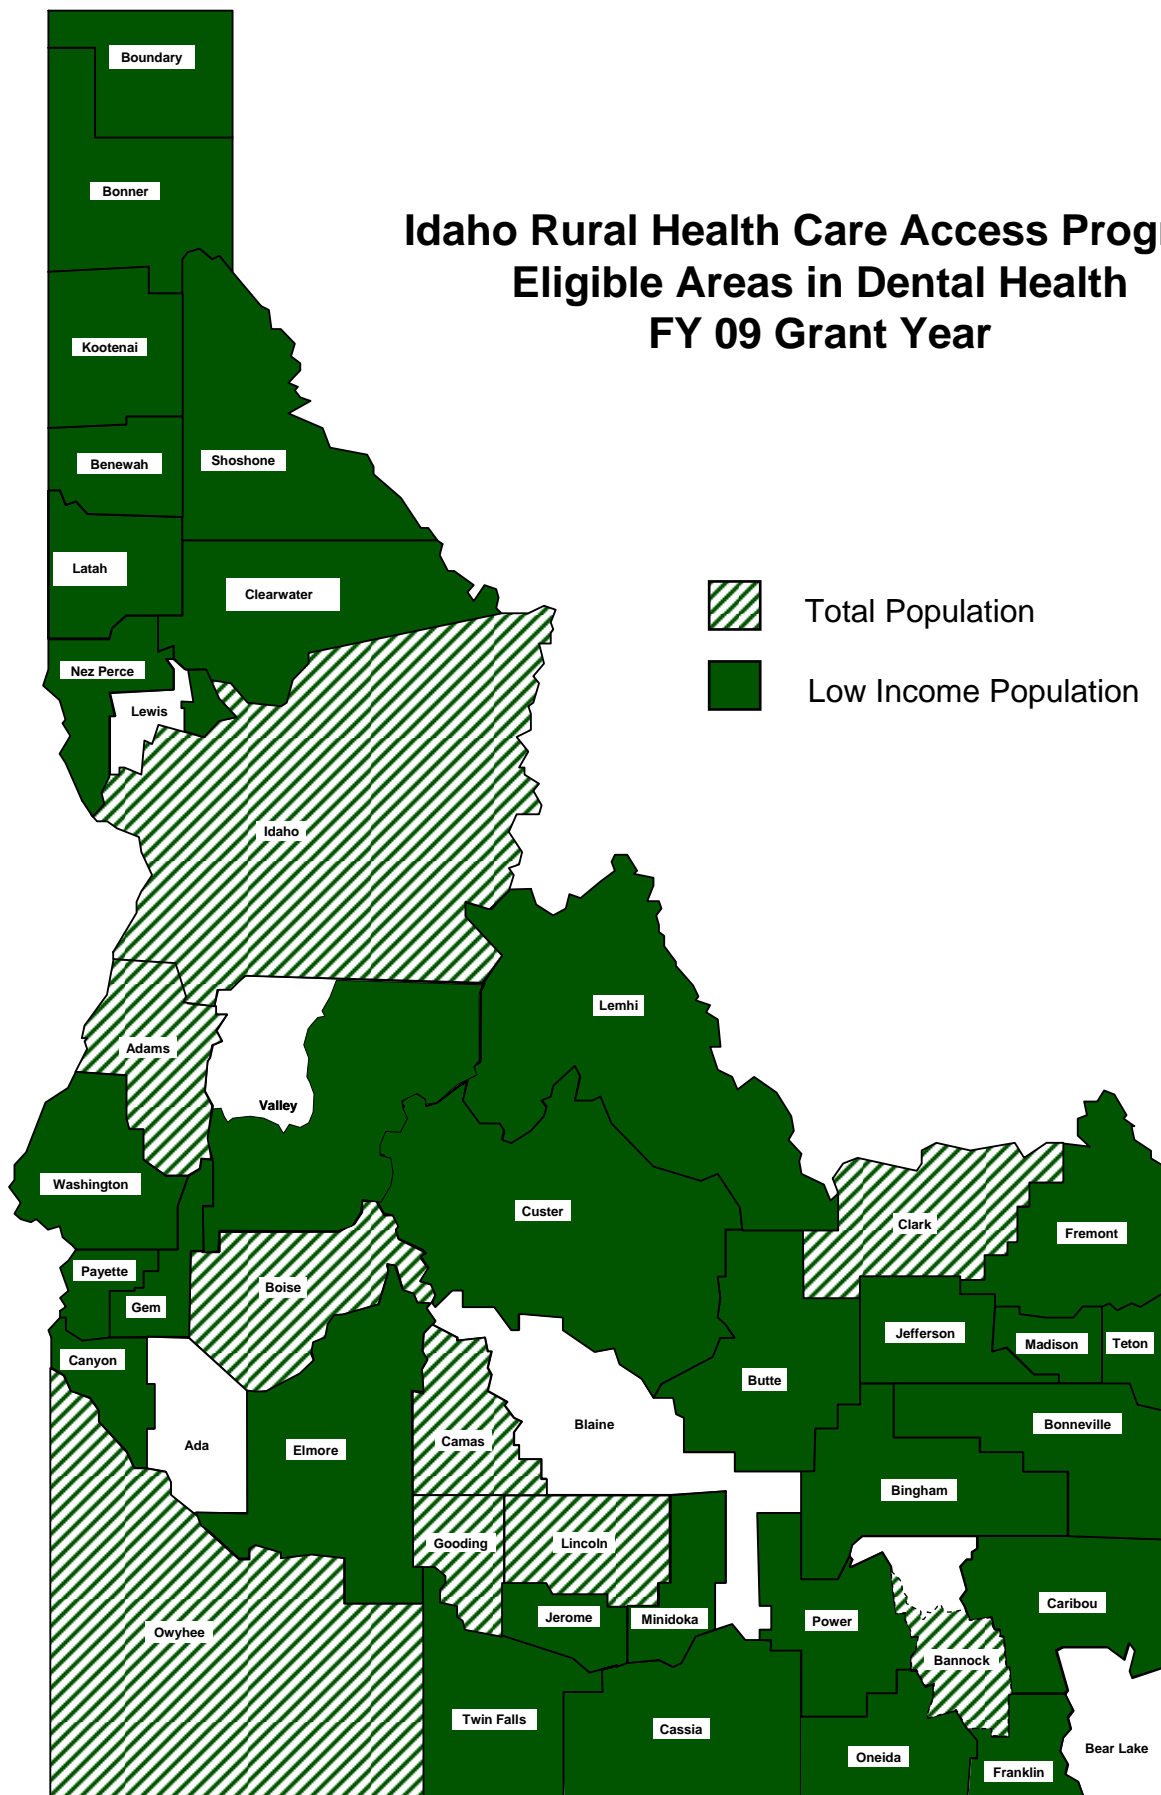 Boundary
Bonner
Idaho Rural Health Care Access Prog
Eligible Areas in Dental Health
FY 09 Grant Year
Kootenai
Benewah
Shoshone
Latah
Clearwater
Total Population
Nez Perce
Low Income Population
Lewis
Idaho
Lemhi
Adams
Valley
Washington
Custer
Clark
Fremont
Payette
Boise
Gem
Jefferson
Madison
Teton
Canyon
Butte
Blaine
Bonneville
Ada
Elmore
Camas
Bingham
Gooding
Lincoln
Jerome
Minidoka
Power
Caribou
Owyhee
Bannock
Twin Falls
Cassia
Oneida
Bear Lake
Franklin